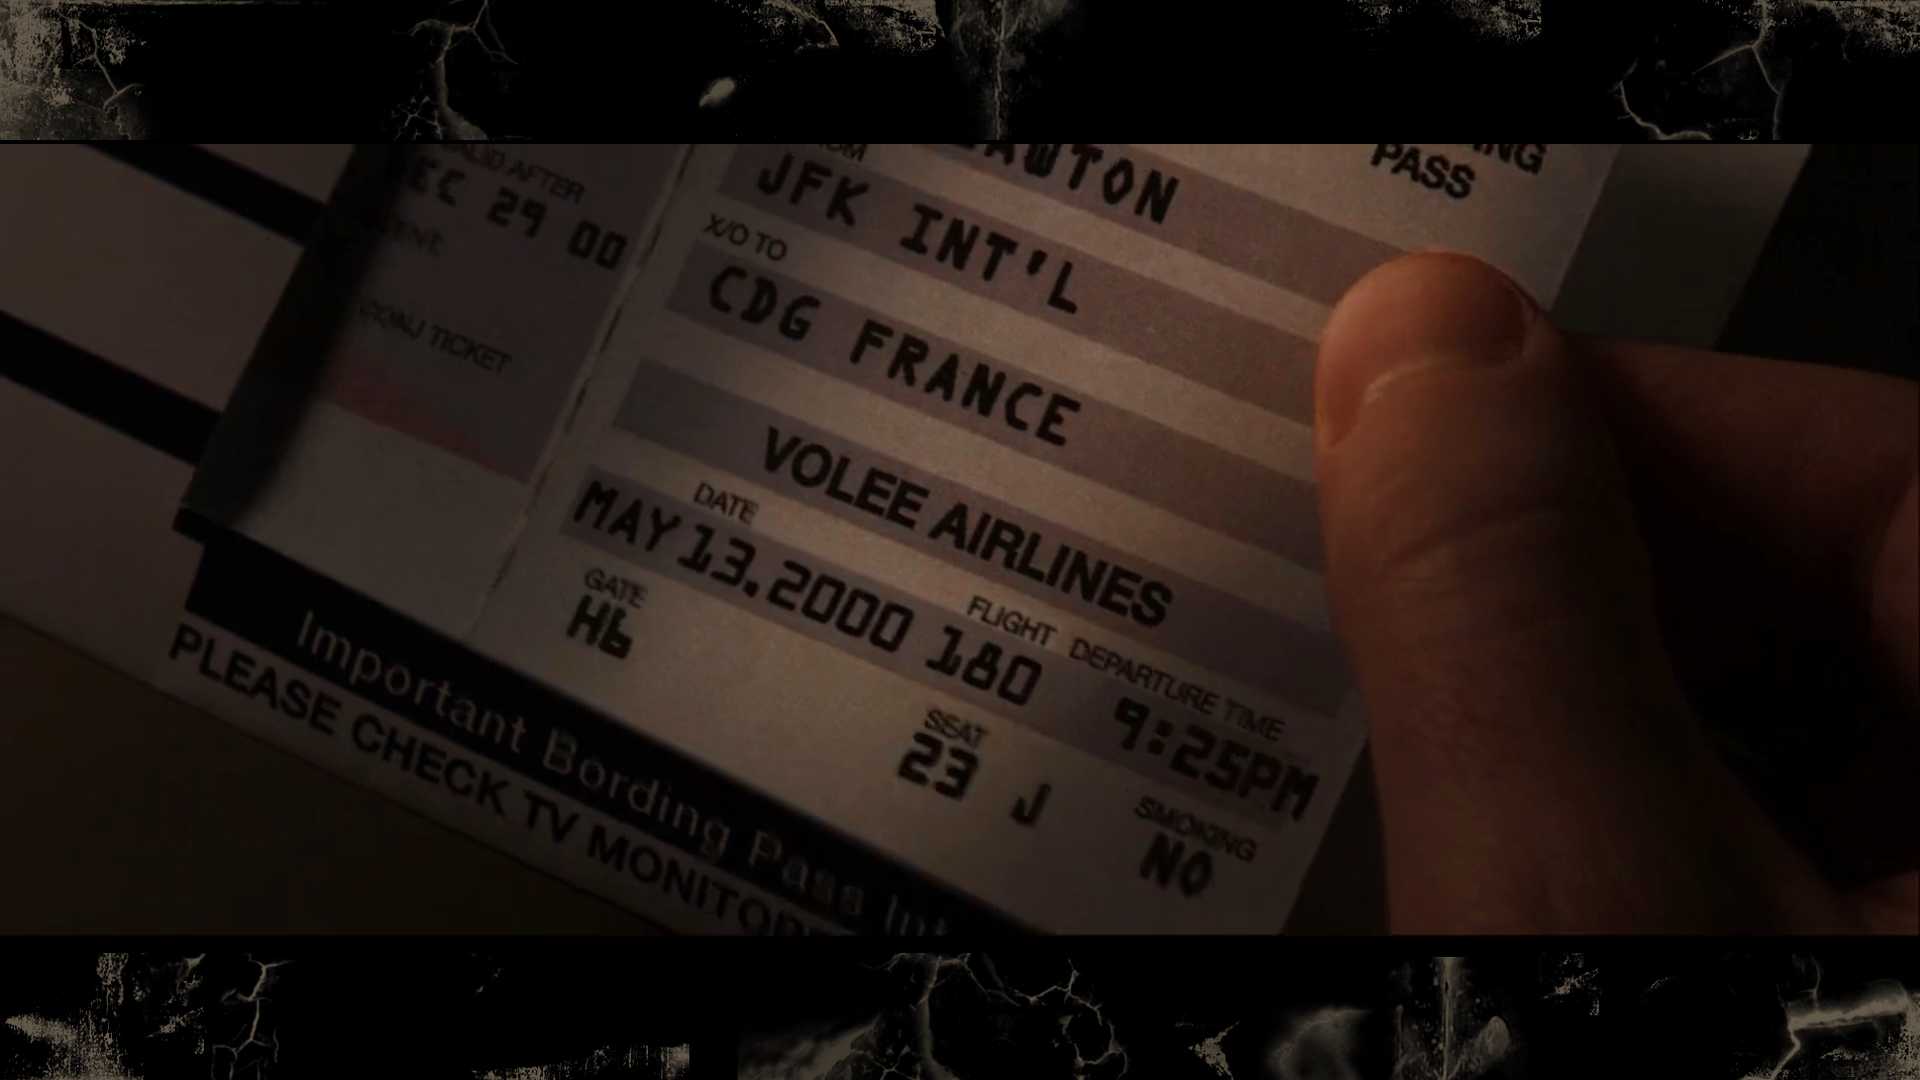 PASS
JFK INT'L
X/O TO
CDG FRANCE
VOLEE AIRLINES
DATE
MAY 13.2000
FLIGHT
180
DEPARTURE TIME
9:25PM
GATE
H6
SEAT
23 J
SMOKING
NO
AFTER
29 00
TICKET
Important Bording Pass
PLEASE CHECK TV